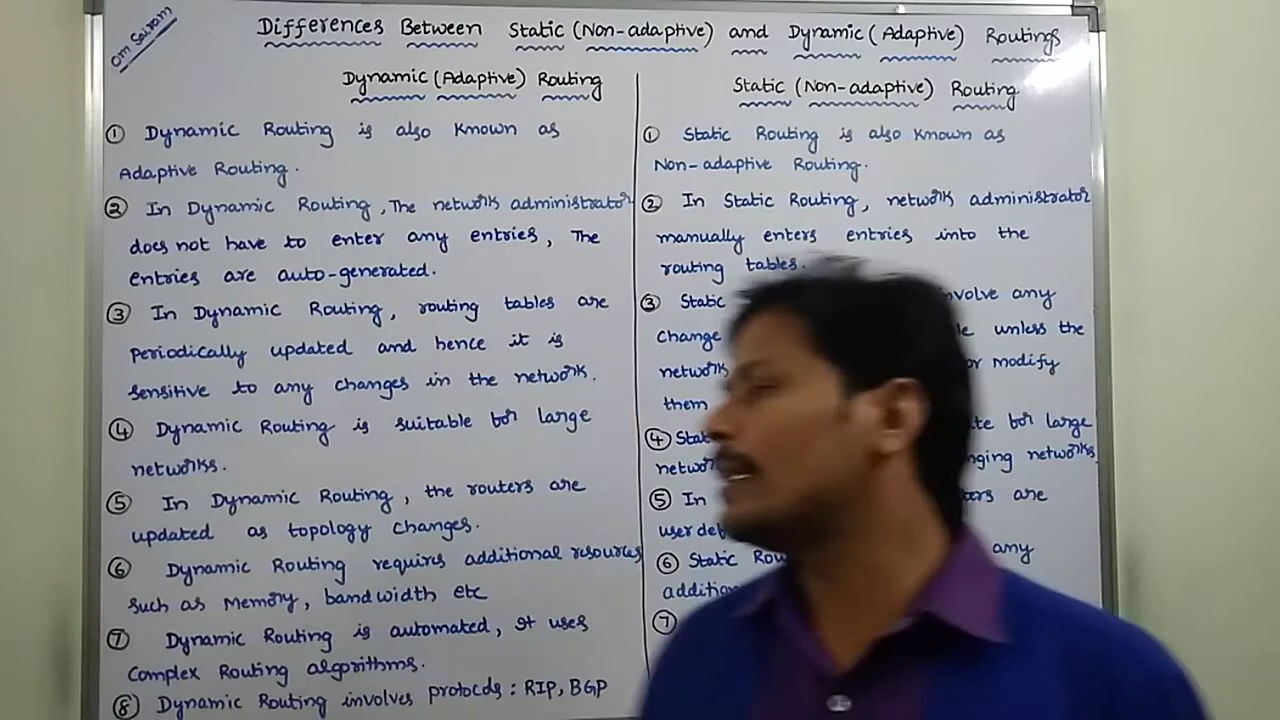 Om Sairam
Differences Between Static (Non-adaptive) and Dynamic (Adaptive) Routings
Dynamic (Adaptive) Routing
① Dynamic Routing is also known as
Adaptive Routing.
② In Dynamic Routing, The network administrator
does not have to enter any entries, The
entries are auto-generated.
③ In Dynamic Routing, routing tables are
periodically updated and hence it is
sensitive to any changes in the network.
④ Dynamic Routing is suitable for large
networks.
⑤ In Dynamic Routing, the routers are
updated as topology changes.
⑥ Dynamic Routing requires additional resources
such as Memory, bandwidth etc
⑦ Dynamic Routing is automated, It uses
Complex Routing algorithms.
⑧ Dynamic Routing involves protocols : RIP, BGP
Static (Non-adaptive) Routing
① Static Routing is also known as
Non-adaptive Routing.
② In Static Routing, network administrator
manually enters entries into the
routing tables.
③ Static involve any
change unless the
network or modify
them
④ for large
networks
⑤ In are
user
⑥ Static any
⑦